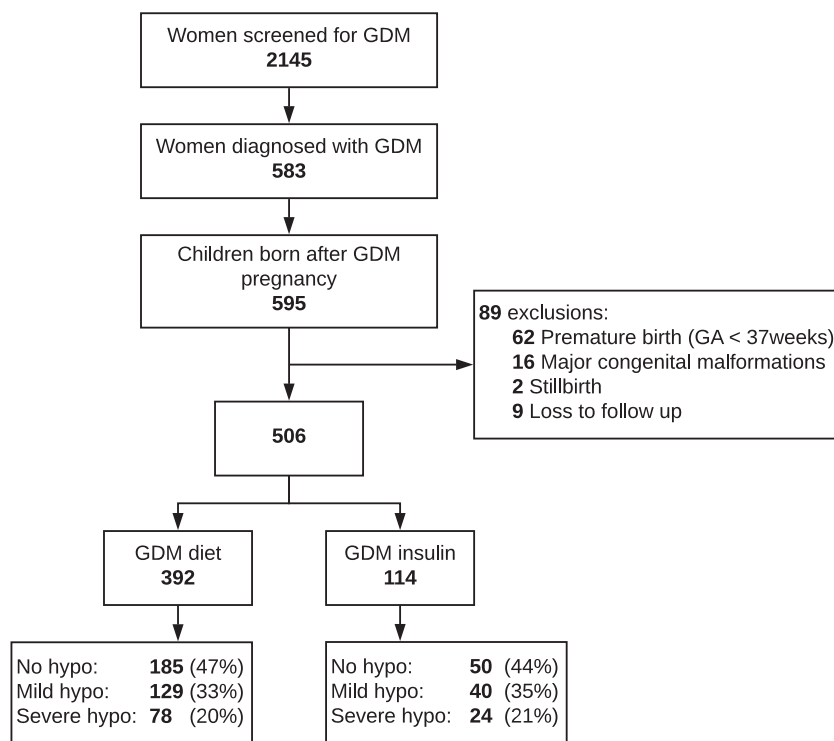 Women screened for GDM
2145
Women diagnosed with GDM
583
Children born after GDM
pregnancy
595
89 exclusions:
62 Premature birth (GA < 37weeks)
16 Major congenital malformations
2 Stillbirth
9 Loss to follow up
506
GDM diet
392
GDM insulin
114
No hypo: 185 (47%)
Mild hypo: 129 (33%)
Severe hypo: 78 (20%)
No hypo: 50 (44%)
Mild hypo: 40 (35%)
Severe hypo: 24 (21%)